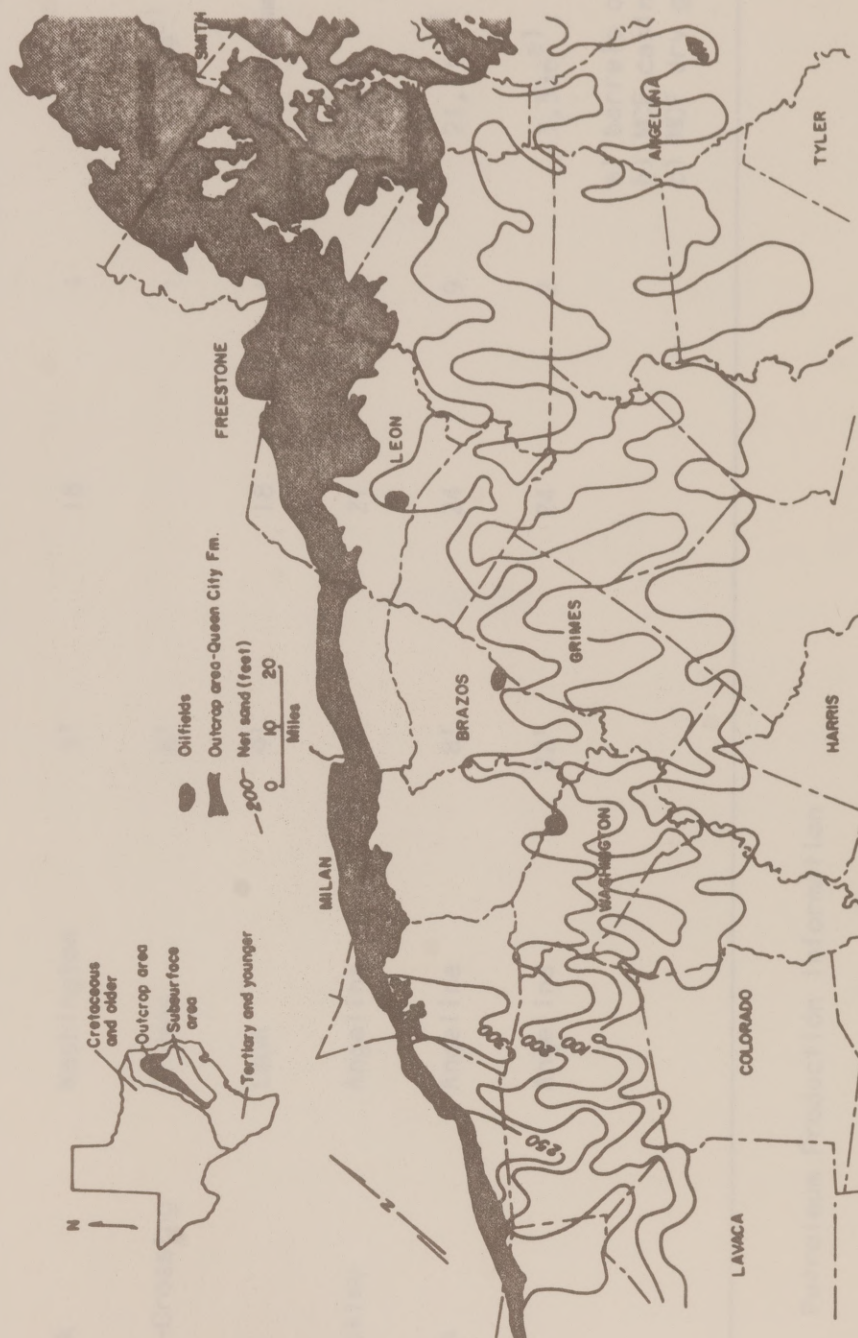 N
Cretaceous
and older
Outcrop area
Subsurface
area
Tertiary and younger
Oilfields
Outcrop area-Queen City Fm.
-200- Net sand (feet)
0 10 20
Miles
N
SMITH
FREESTONE
MILAN
LEON
ANGELINA
TYLER
BRAZOS
GRIMES
WASHINGTON
HARRIS
300
200
100
250
COLORADO
LAVACA